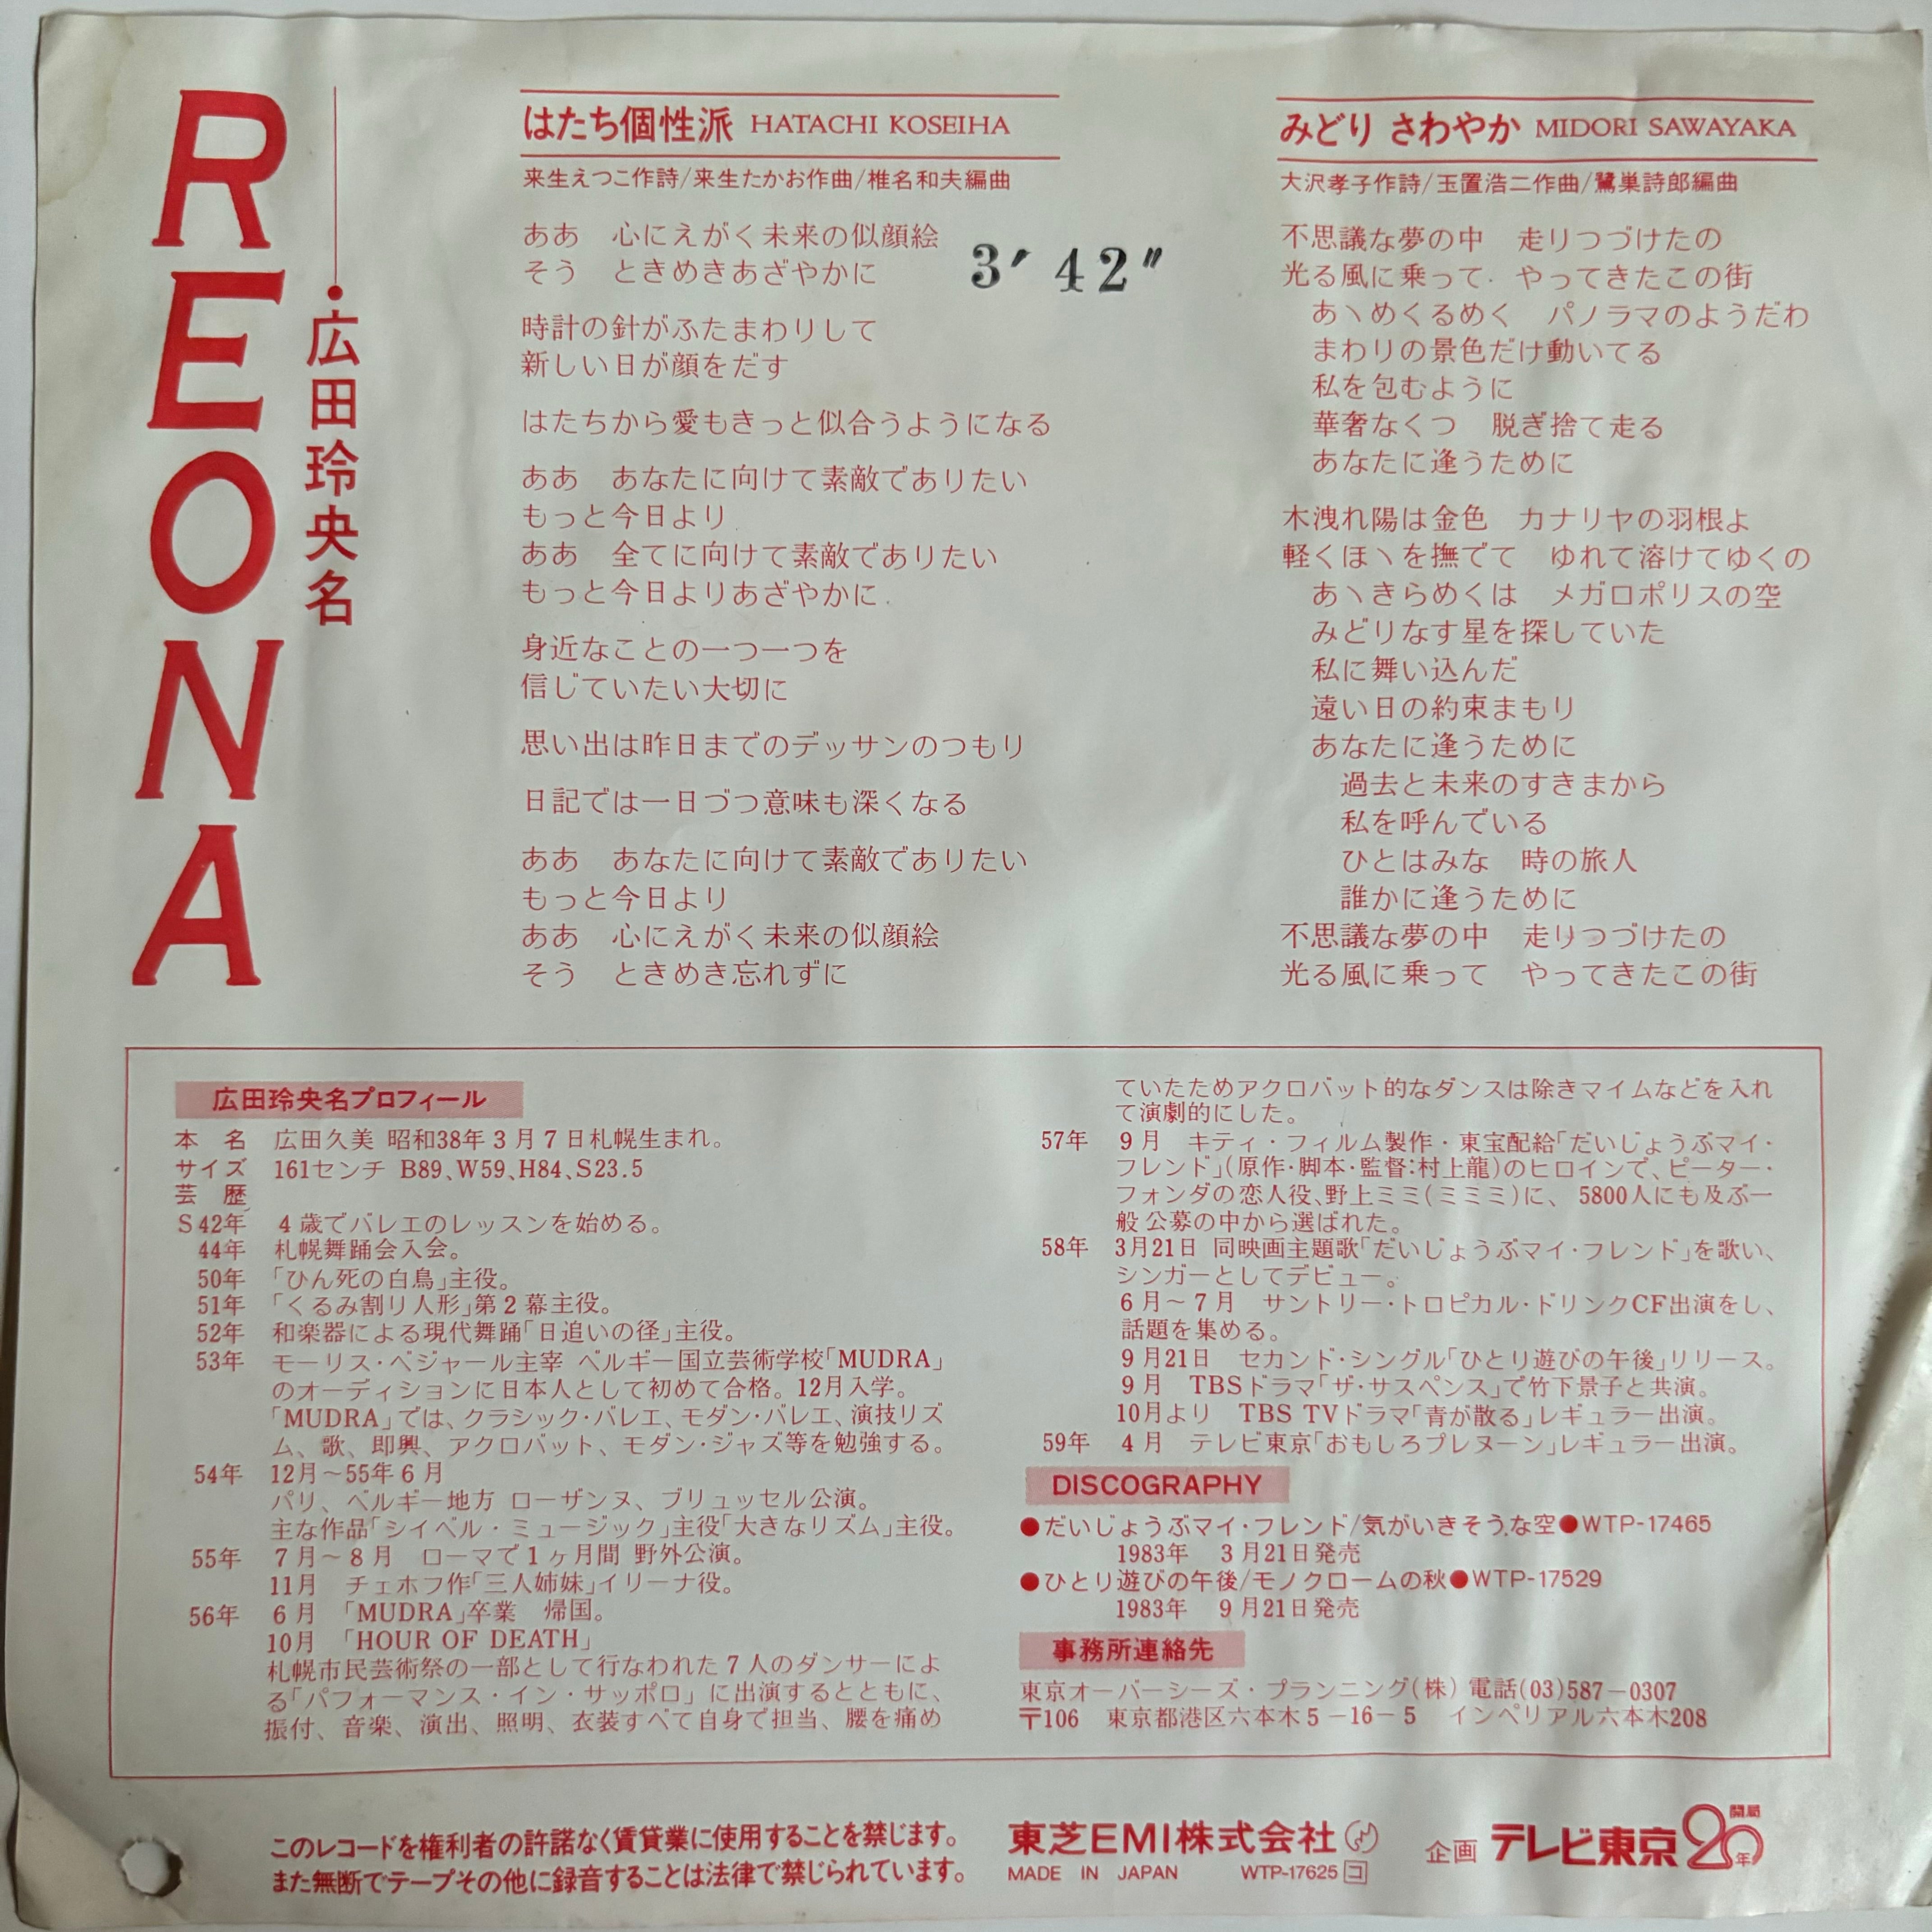 REONA
広田玲央名
はたち個性派 HATACHI KOSEIHA
来生えつこ作詩/来生たかお作曲/椎名和夫編曲
ああ　心にえがく未来の似顔絵
そう　ときめきあざやかに
3′42″
時計の針がふたまわりして
新しい日が顔をだす
はたちから愛もきっと似合うようになる
ああ　あなたに向けて素敵でありたい
もっと今日より
ああ　全てに向けて素敵でありたい
もっと今日よりあざやかに
身近なことの一つ一つを
信じていたい大切に
思い出は昨日までのデッサンのつもり
日記では一日づつ意味も深くなる
ああ　あなたに向けて素敵でありたい
もっと今日より
ああ　心にえがく未来の似顔絵
そう　ときめき忘れずに
みどり さわやか MIDORI SAWAYAKA
大沢孝子作詩/玉置浩二作曲/鷺巣詩郎編曲
不思議な夢の中　走りつづけたの
光る風に乗って　やってきたこの街
あヽめくるめく　パノラマのようだわ
まわりの景色だけ動いてる
私を包むように
華奢なくつ　脱ぎ捨て走る
あなたに逢うために
木洩れ陽は金色　カナリヤの羽根よ
軽くほヽを撫でて　ゆれて溶けてゆくの
あヽきらめくは　メガロポリスの空
みどりなす星を探していた
私に舞い込んだ
遠い日の約束まもり
あなたに逢うために
過去と未来のすきまから
私を呼んでいる
ひとはみな　時の旅人
誰かに逢うために
不思議な夢の中　走りつづけたの
光る風に乗って　やってきたこの街
広田玲央名プロフィール
本　名　広田久美 昭和38年3月7日札幌生まれ。
サイズ　161センチ B89、W59、H84、S23.5
芸　歴
S42年　4歳でバレエのレッスンを始める。
44年　札幌舞踊会入会。
50年　「ひん死の白鳥」主役。
51年　「くるみ割り人形」第2幕主役。
52年　和楽器による現代舞踊「日追いの径」主役。
53年　モーリス・ベジャール主宰 ベルギー国立芸術学校「MUDRA」
のオーディションに日本人として初めて合格。12月入学。
「MUDRA」では、クラシック・バレエ、モダン・バレエ、演技リズ
ム、歌、即興、アクロバット、モダン・ジャズ等を勉強する。
54年　12月～55年6月
パリ、ベルギー地方 ローザンヌ、ブリュッセル公演。
主な作品「シイベル・ミュージック」主役「大きなリズム」主役。
55年　7月～8月　ローマで1ヶ月間 野外公演。
11月　チェホフ作「三人姉妹」イリーナ役。
56年　6月　「MUDRA」卒業　帰国。
10月　「HOUR OF DEATH」
札幌市民芸術祭の一部として行なわれた7人のダンサーによ
る「パフォーマンス・イン・サッポロ」に出演するとともに、
振付、音楽、演出、照明、衣装すべて自身で担当、腰を痛め
ていたためアクロバット的なダンスは除きマイムなどを入れ
て演劇的にした。
57年　9月　キティ・フィルム製作・東宝配給「だいじょうぶマイ・
フレンド」(原作・脚本・監督:村上龍)のヒロインで、ピーター・
フォンダの恋人役、野上ミミ(ミミミ)に、5800人にも及ぶ一
般公募の中から選ばれた。
58年　3月21日 同映画主題歌「だいじょうぶマイ・フレンド」を歌い、
シンガーとしてデビュー。
6月～7月　サントリー・トロピカル・ドリンクCF出演をし、
話題を集める。
9月21日　セカンド・シングル「ひとり遊びの午後」リリース。
9月　TBSドラマ「ザ・サスペンス」で竹下景子と共演。
10月より　TBS TVドラマ「青が散る」レギュラー出演。
59年　4月　テレビ東京「おもしろプレヌーン」レギュラー出演。
DISCOGRAPHY
●だいじょうぶマイ・フレンド/気がいきそうな空●WTP-17465
1983年　3月21日発売
●ひとり遊びの午後/モノクロームの秋●WTP-17529
1983年　9月21日発売
事務所連絡先
東京オーバーシーズ・プランニング(株) 電話(03)587-0307
〒106　東京都港区六本木5-16-5　インペリアル六本木208
このレコードを権利者の許諾なく賃貸業に使用することを禁じます。
また無断でテープその他に録音することは法律で禁じられています。
東芝EMI株式会社
MADE IN JAPAN　WTP-17625 コ
企画 テレビ東京 開局20年